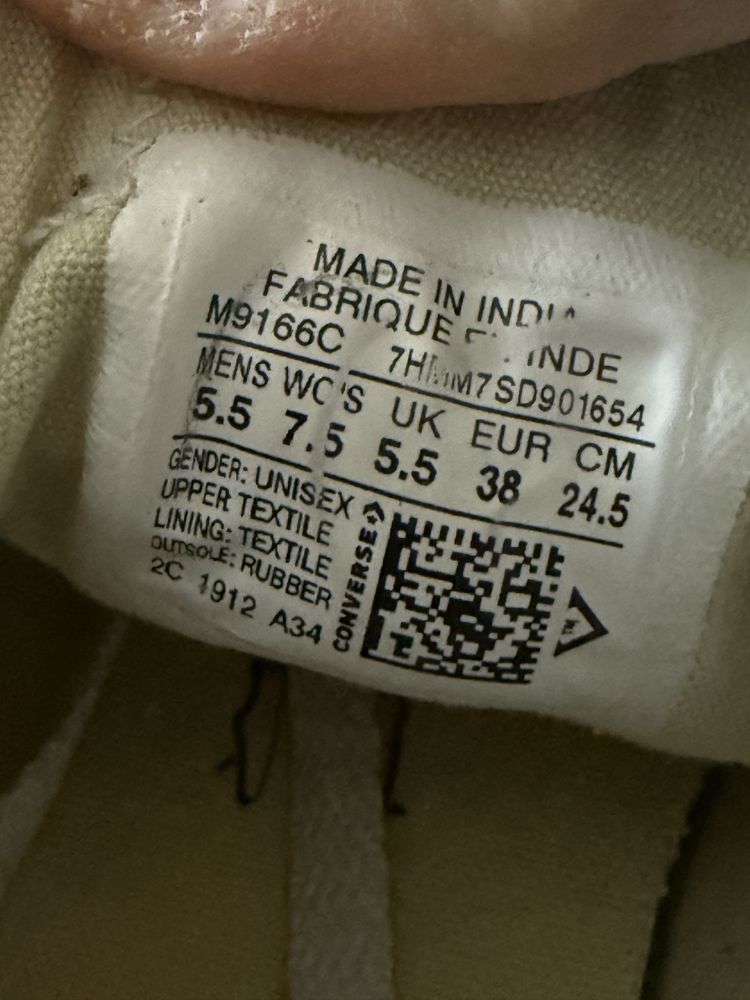 MADE IN INDIA
FABRIQUE INDE
M9166C
MENS WO'S UK EUR CM
5.5 7.5 5.5 38 24.5
GENDER: UNISEX
UPPER TEXTILE
LINING: TEXTILE
OUTSOLE: RUBBER
2C 1912 A34
CONVERSE